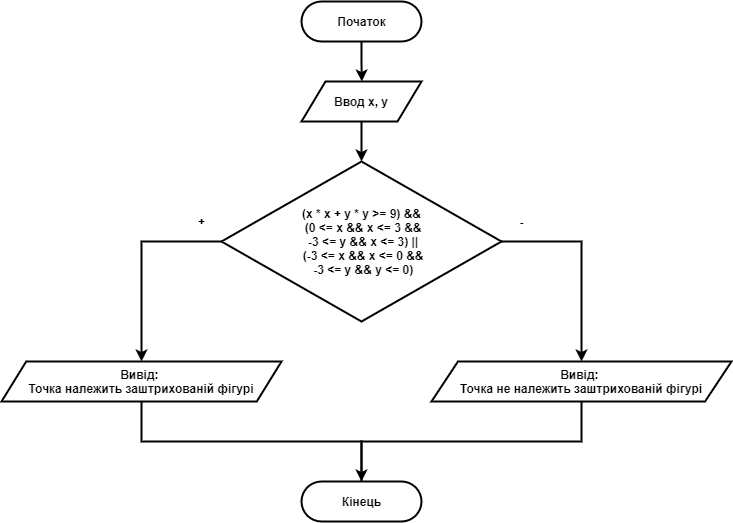 Початок
Ввод x, y
(x * x + y * y >= 9) &&
(0 <= x && x <= 3 &&
-3 <= y && x <= 3) ||
(-3 <= x && x <= 0 &&
-3 <= y && y <= 0)
+
-
Вивід:
Точка належить заштрихованій фігурі
Вивід:
Точка не належить заштрихованій фігурі
Кінець